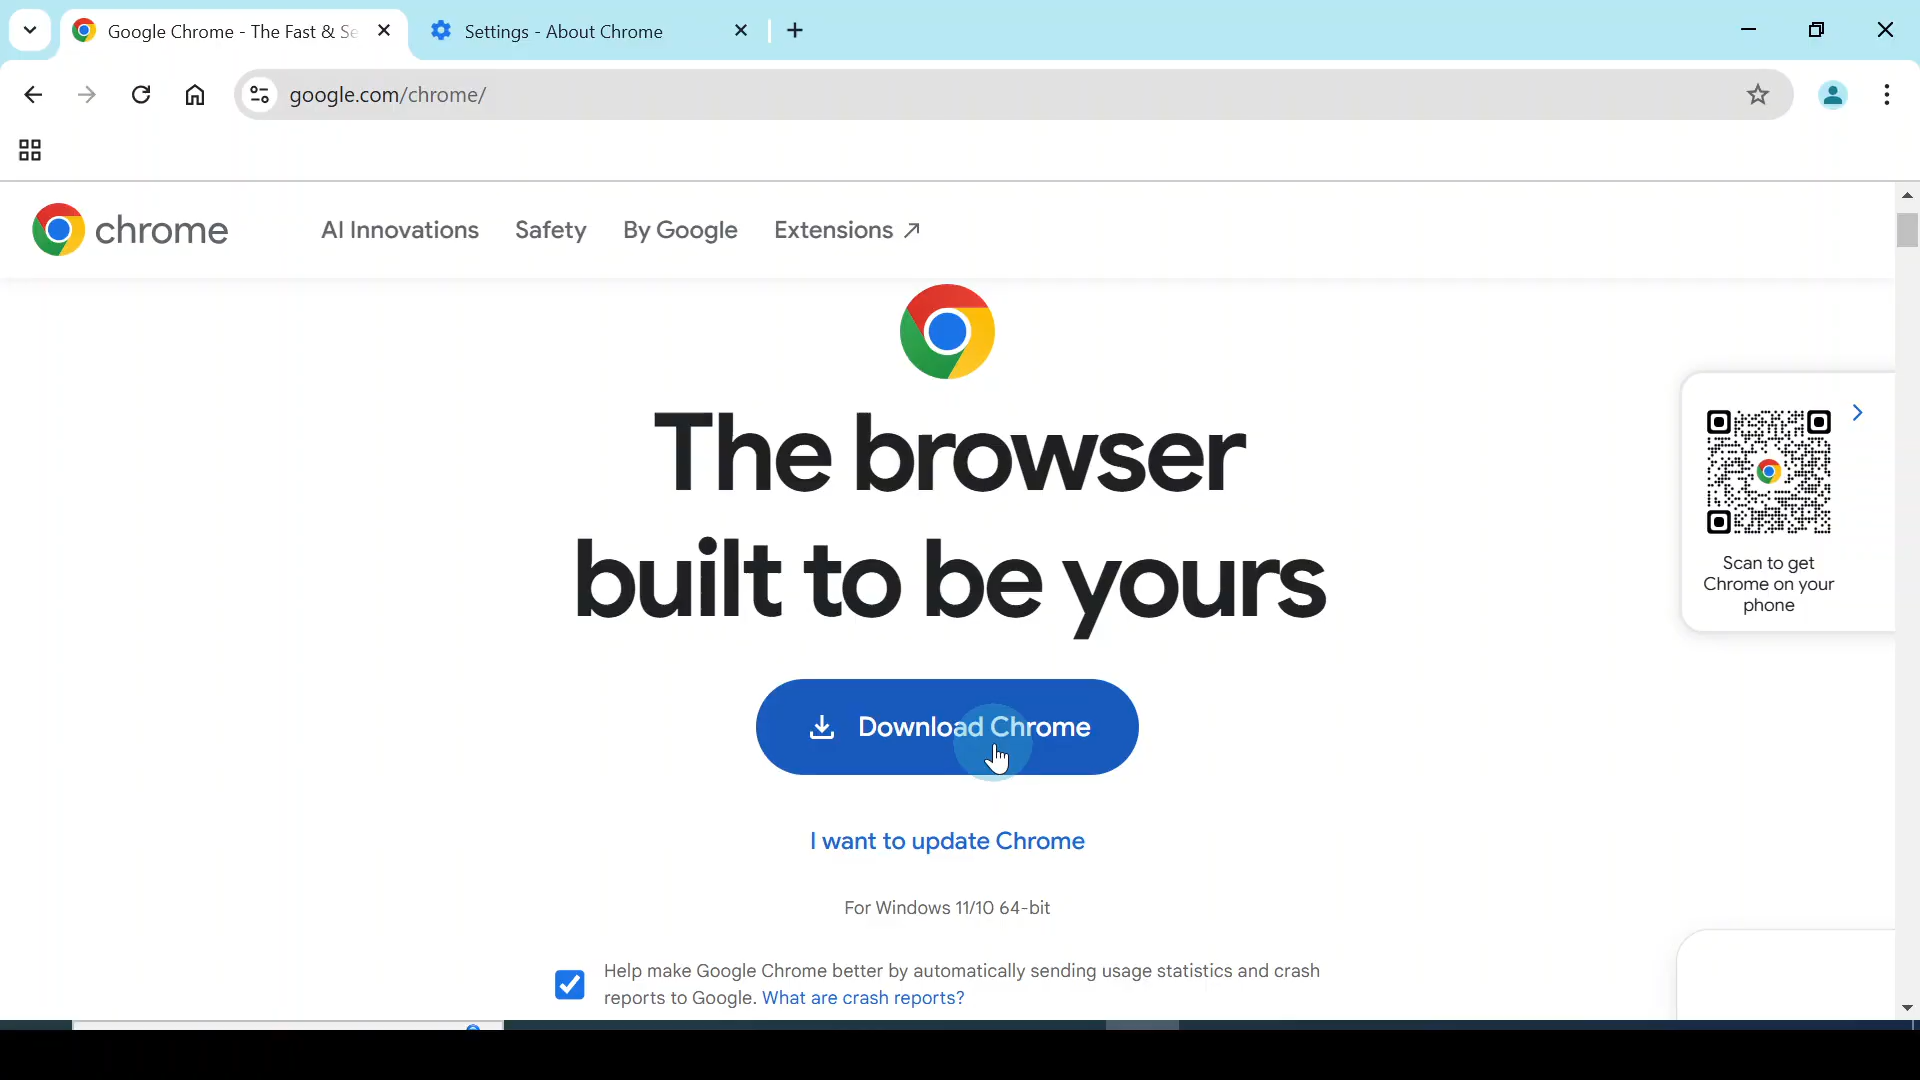 Google Chrome - The Fast & Se
Settings - About Chrome
google.com/chrome/
chrome
AI Innovations
Safety
By Google
Extensions
The browser
built to be yours
Scan to get
Chrome on your
phone
Download Chrome
I want to update Chrome
For Windows 11/10 64-bit
Help make Google Chrome better by automatically sending usage statistics and crash
reports to Google. What are crash reports?